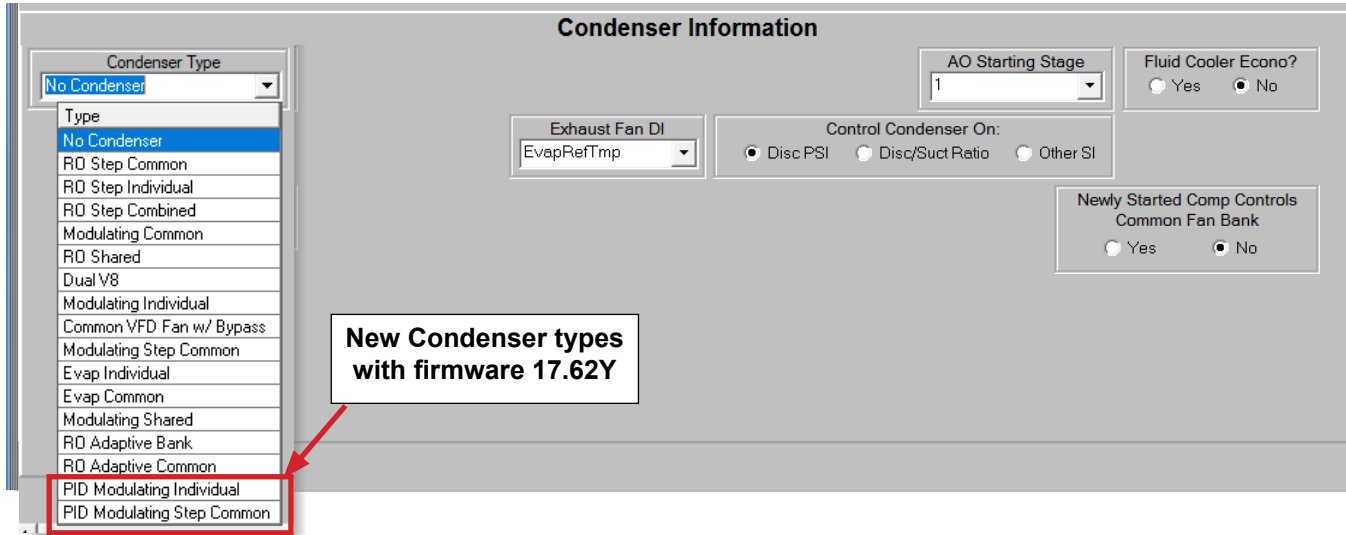 Condenser Information
Condenser Type
No Condenser
AO Starting Stage
1
Fluid Cooler Econo?
Yes No
Exhaust Fan DI
EvapRefTmp
Control Condenser On:
Disc PSI Disc/Suct Ratio Other SI
Newly Started Comp Controls
Common Fan Bank
Yes No
Type
No Condenser
RO Step Common
RO Step Individual
RO Step Combined
Modulating Common
RO Shared
Dual V8
Modulating Individual
Common VFD Fan w/ Bypass
Modulating Step Common
Evap Individual
Evap Common
Modulating Shared
RO Adaptive Bank
RO Adaptive Common
PID Modulating Individual
PID Modulating Step Common
New Condenser types
with firmware 17.62Y